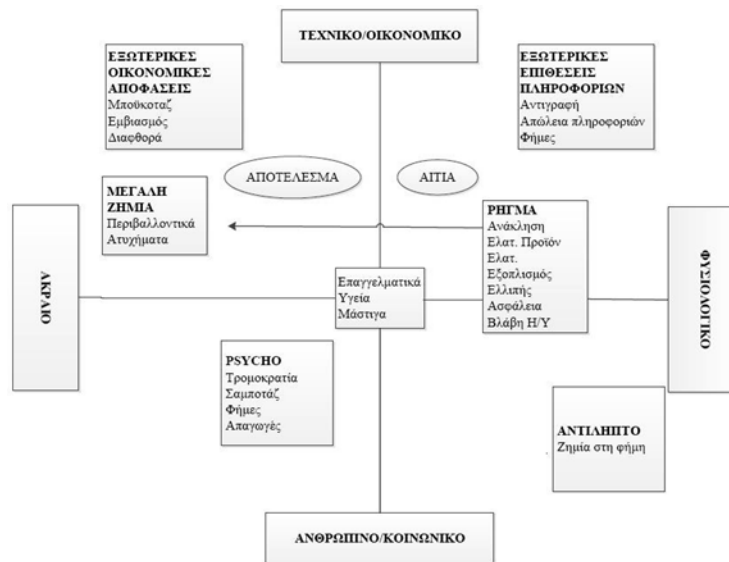 ΤΕΧΝΙΚΟ/ΟΙΚΟΝΟΜΙΚΟ
ΕΞΩΤΕΡΙΚΕΣ
ΟΙΚΟΝΟΜΙΚΕΣ
ΑΠΟΦΑΣΕΙΣ
Μποϋκοταζ
Εμβιασμός
Διαφθορά
ΕΞΩΤΕΡΙΚΕΣ
ΕΠΙΘΕΣΕΙΣ
ΠΛΗΡΟΦΟΡΙΩΝ
Αντιγραφή
Απώλεια πληροφοριών
Φήμες
ΑΠΟΤΕΛΕΣΜΑ
ΑΙΤΙΑ
ΜΕΓΑΛΗ
ΖΗΜΙΑ
Περιβαλλοντικά
Ατυχήματα
ΡΗΓΜΑ
Ανάκληση
Ελατ. Προϊόν
Ελατ.
Εξοπλισμός
Ελλιπής
Ασφάλεια
Βλάβη Η/Υ
ΑΚΡΑΙΟ
Επαγγελματικά
Υγεία
Μάστιγα
ΦΥΣΙΟΛΟΓΙΚΟ
PSYCHO
Τρομοκρατία
Σαμποτάζ
Φήμες
Απαγωγὲς
ΑΝΤΙΛΗΠΤΟ
Ζημία στη φήμη
ΑΝΘΡΩΠΙΝΟ/ΚΟΙΝΩΝΙΚΟ